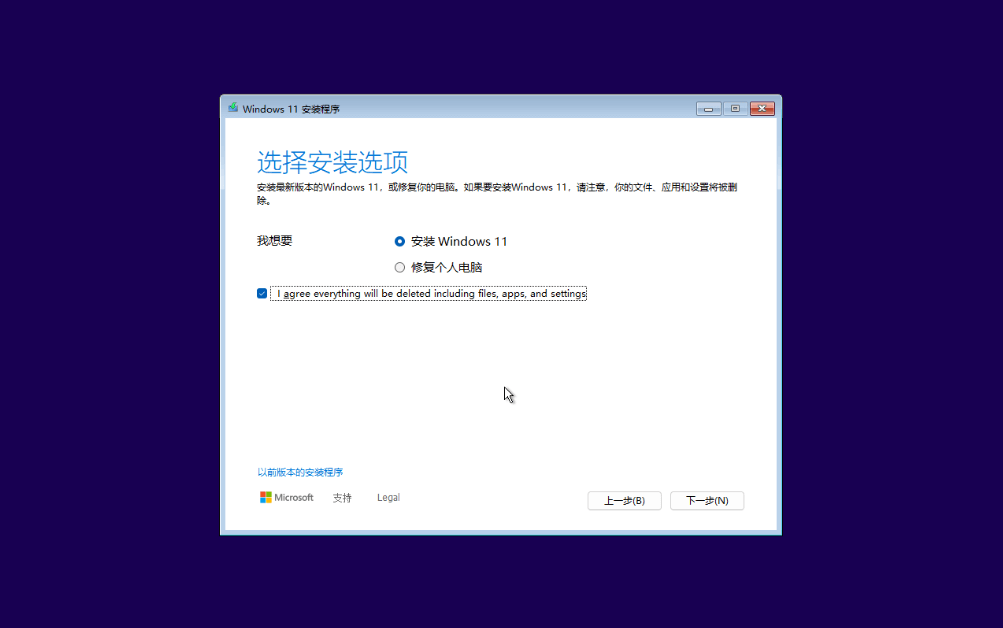 Windows 11 安装程序
选择安装选项
安装最新版本的Windows 11，或修复你的电脑。如果要安装Windows 11，请注意，你的文件、应用和设置将被删
除。
我想要
安装 Windows 11
修复个人电脑
I agree everything will be deleted including files, apps, and settings
以前版本的安装程序
Microsoft 支持 Legal
上一步(B) 下一步(N)